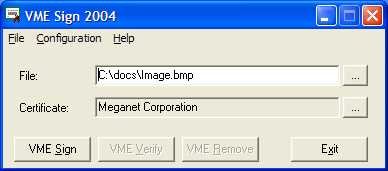 VME Sign 2004
File Configuration Help
File: C:\docs\Image.bmp ...
Certificate: Meganet Corporation ...
VME Sign VME Verify VME Remove Exit